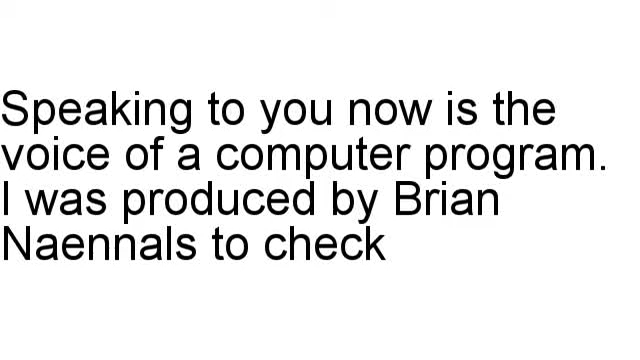 Speaking to you now is the
voice of a computer program.
I was produced by Brian
Naennals to check